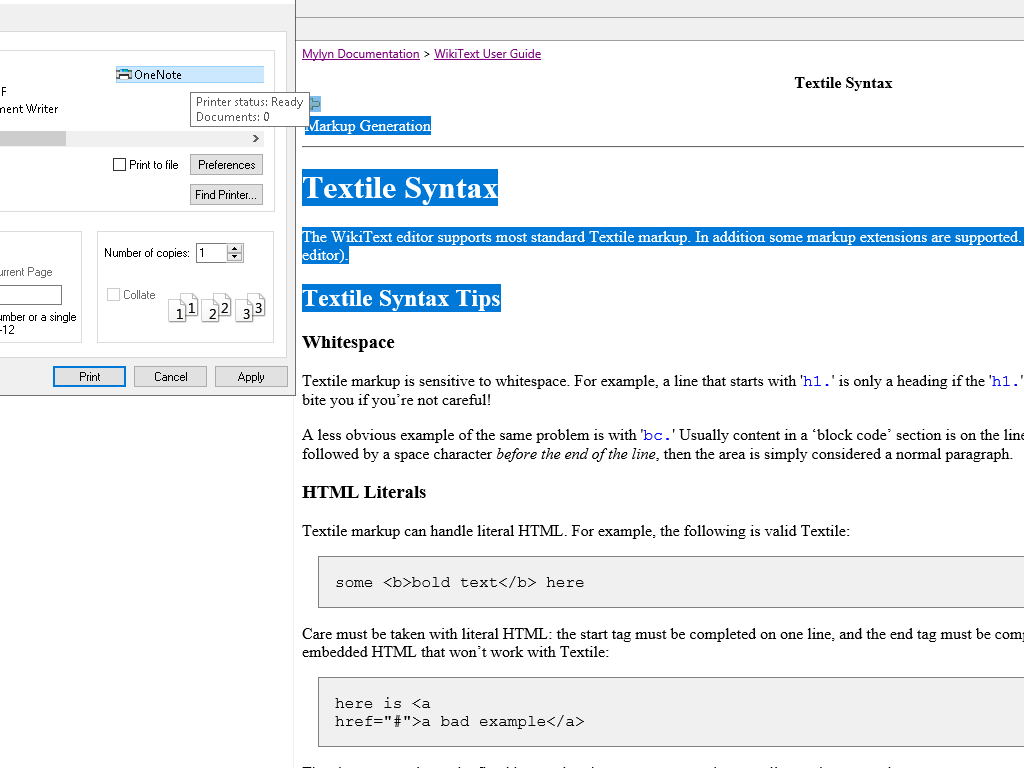 OneNote
F
ment Writer
Printer status: Ready
Documents: 0
Print to file
Preferences
Find Printer...
Number of copies:
1
urrent Page
Collate
1 1 2 2 3 3
umber or a single
-12
Print
Cancel
Apply
Mylyn Documentation > WikiText User Guide
Textile Syntax
Markup Generation
Textile Syntax
The WikiText editor supports most standard Textile markup. In addition some markup extensions are supported.
editor).
Textile Syntax Tips
Whitespace
Textile markup is sensitive to whitespace. For example, a line that starts with 'h1.' is only a heading if the 'h1.'
bite you if you’re not careful!
A less obvious example of the same problem is with 'bc.' Usually content in a ‘block code’ section is on the line
followed by a space character before the end of the line, then the area is simply considered a normal paragraph.
HTML Literals
Textile markup can handle literal HTML. For example, the following is valid Textile:
some <b>bold text</b> here
Care must be taken with literal HTML: the start tag must be completed on one line, and the end tag must be comp
embedded HTML that won’t work with Textile:
here is <a
href="#">a bad example</a>